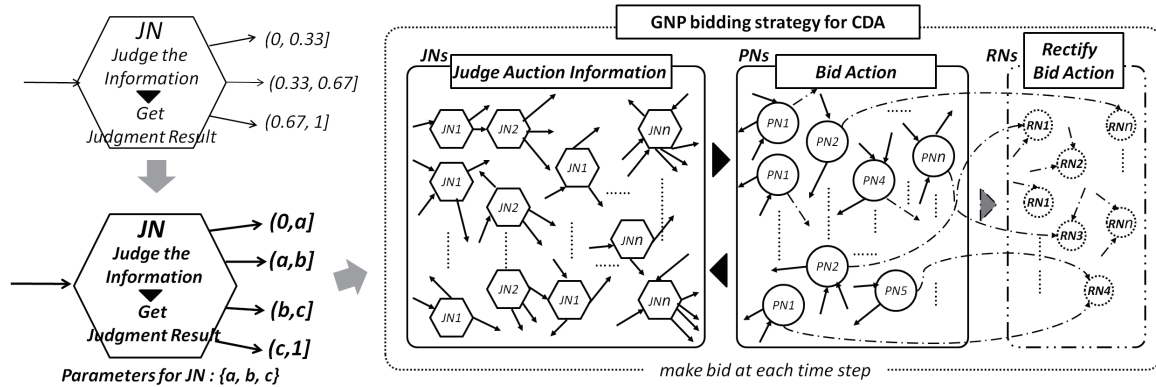 JN
Judge the
Information
Get
Judgment Result
(0, 0.33]
(0.33, 0.67]
(0.67, 1]
JN
Judge the
Information
Get
Judgment Result
(0,a]
(a,b]
(b,c]
(c,1]
Parameters for JN : {a, b, c}
GNP bidding strategy for CDA
JNs
Judge Auction Information
JN1
JN2
JNn
JN1
JN1
JN2
JNn
JN1
JN2
JN1
JNn
PNs
Bid Action
PN1
PN2
PNn
PN1
PN4
PN2
PN5
PN1
RNs
Rectify
Bid Action
RN1
RNn
RN2
RN1
RNn
RN3
RN4
make bid at each time step